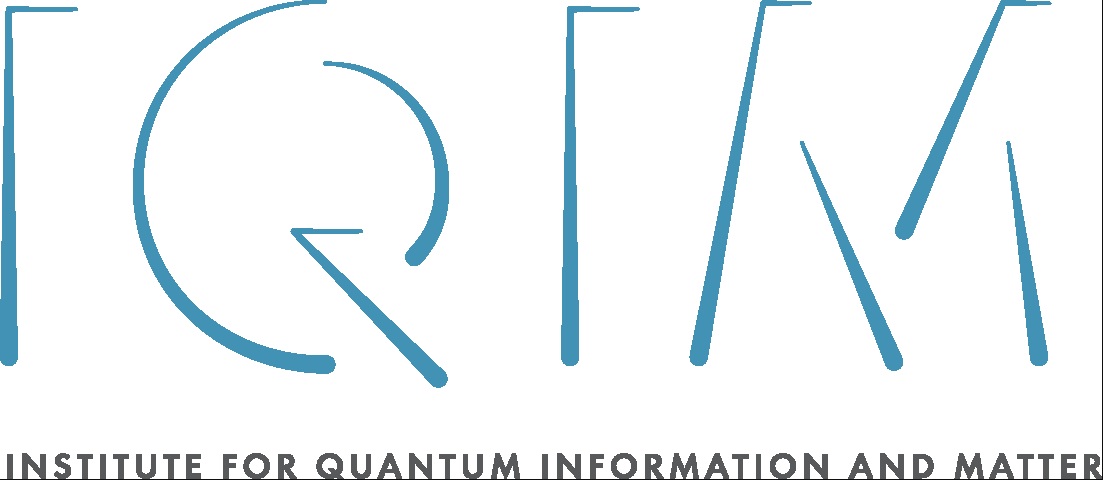 IQIM
INSTITUTE FOR QUANTUM INFORMATION AND MATTER